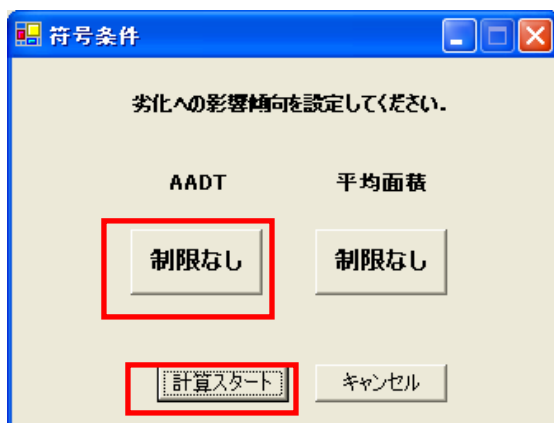 符号条件
劣化への影響傾向を設定してください.
AADT 平均面積
制限なし 制限なし
計算スタート キャンセル